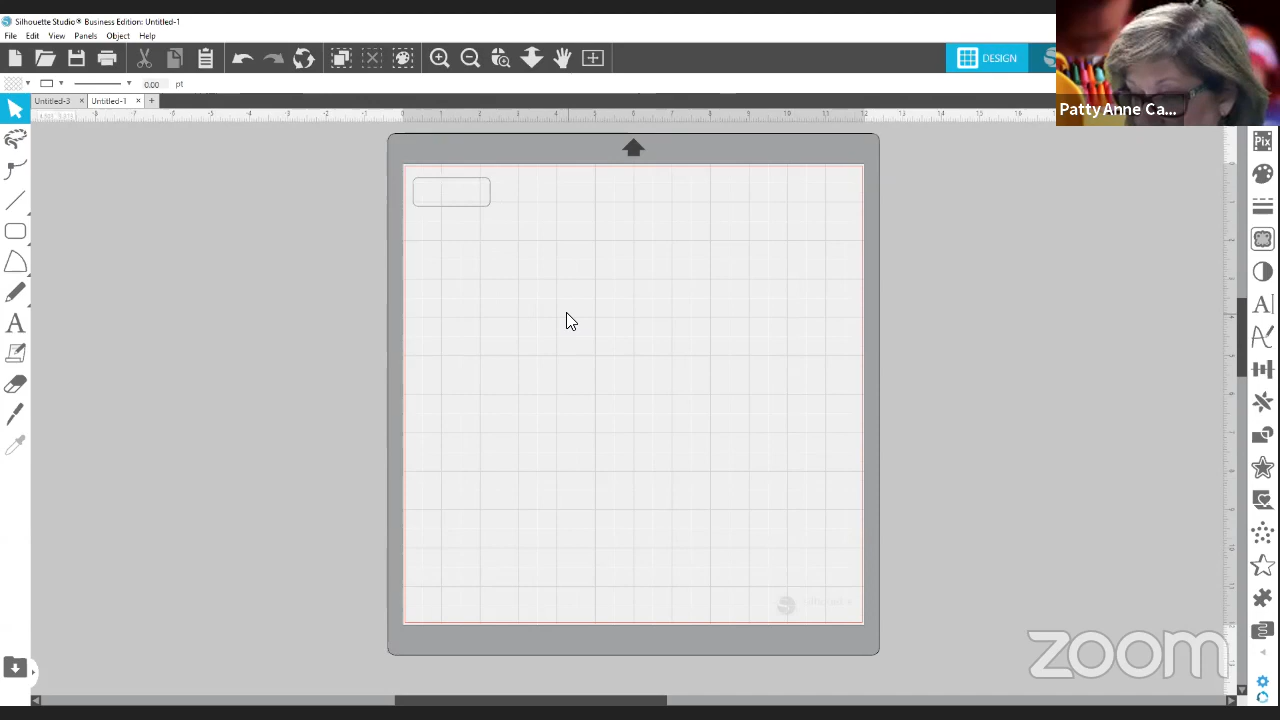 Silhouette Studio® Business Edition: Untitled-1
File Edit View Panels Object Help
DESIGN
0.00 pt
Untitled-3 Untitled-1
Patty Anne Ca...
Pix
zoom